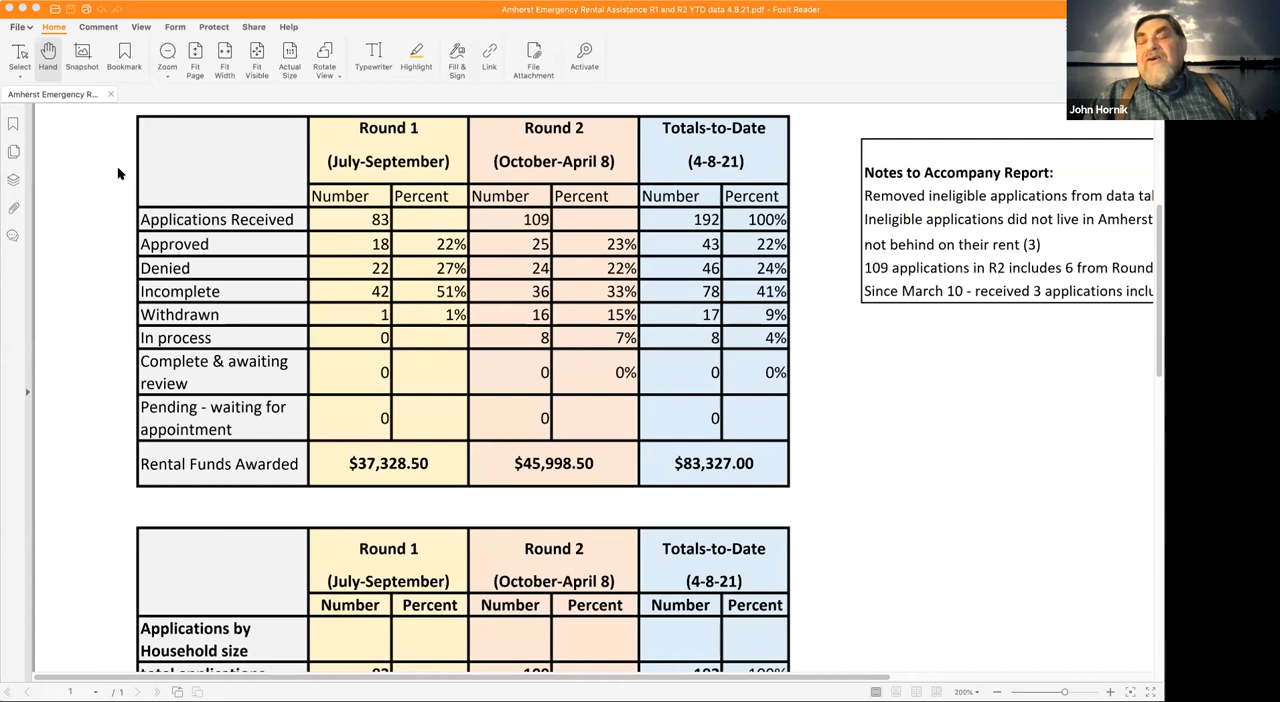 Amherst Emergency Rental Assistance R1 and R2 YTD data 4.8.21.pdf - Foxit Reader
File Home Comment View Form Protect Share Help
Select Hand Snapshot Bookmark Zoom Fit Page Fit Width Fit Visible Actual Size Rotate View Typewriter Highlight Fill & Sign Link File Attachment Activate
John Hornik
Amherst Emergency R...
Round 1 Round 2 Totals-to-Date
(July-September) (October-April 8) (4-8-21)
Number Percent Number Percent Number Percent
Applications Received 83 109 192 100%
Approved 18 22% 25 23% 43 22%
Denied 22 27% 24 22% 46 24%
Incomplete 42 51% 36 33% 78 41%
Withdrawn 1 1% 16 15% 17 9%
In process 0 8 7% 8 4%
Complete & awaiting
review 0 0 0% 0 0%
Pending - waiting for
appointment 0 0 0
Rental Funds Awarded $37,328.50 $45,998.50 $83,327.00
Notes to Accompany Report:
Removed ineligible applications from data tal
Ineligible applications did not live in Amherst
not behind on their rent (3)
109 applications in R2 includes 6 from Round
Since March 10 - received 3 applications inclu
Round 1 Round 2 Totals-to-Date
(July-September) (October-April 8) (4-8-21)
Number Percent Number Percent Number Percent
Applications by
Household size
total applications 83 109 192 100%
1 / 1 200%